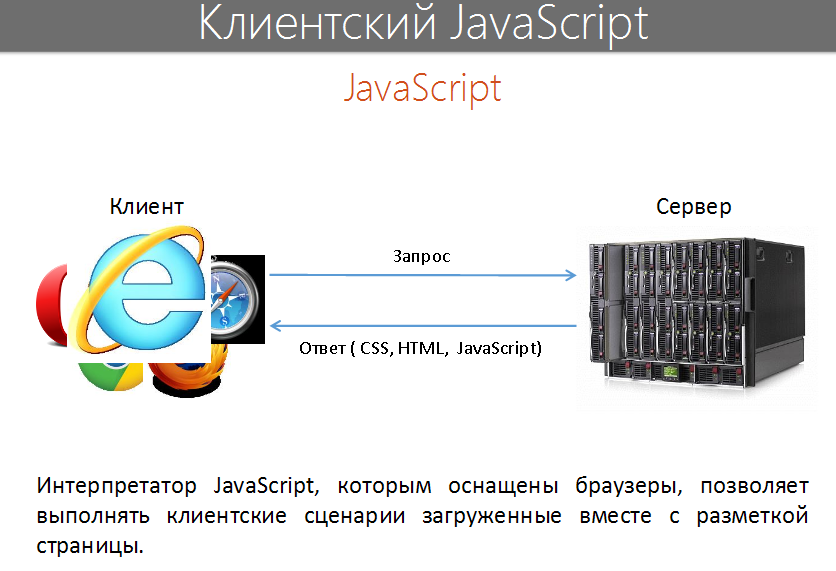 Клиентский JavaScript
JavaScript
Клиент
Сервер
Запрос
Ответ ( CSS, HTML, JavaScript)
Интерпретатор JavaScript, которым оснащены браузеры, позволяет
выполнять клиентские сценарии загруженные вместе с разметкой
страницы.